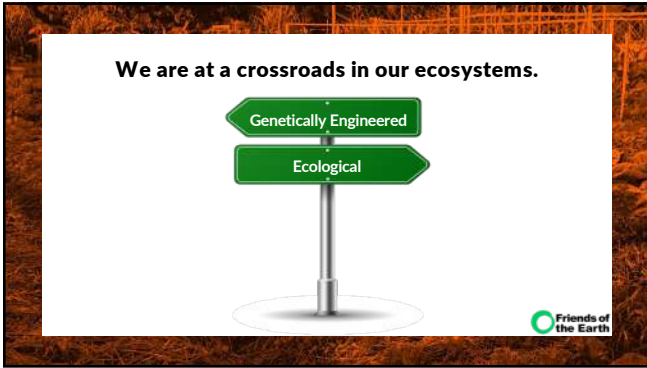 We are at a crossroads in our ecosystems.
Genetically Engineered
Ecological
Friends of
the Earth